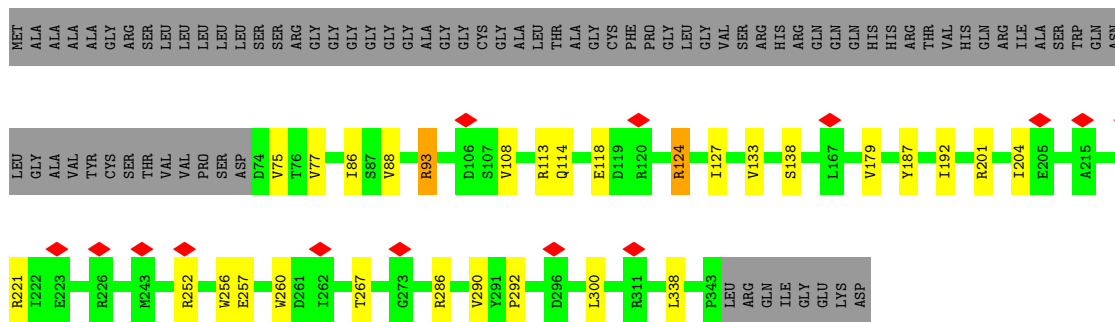 MET ALA ALA ALA ALA GLY ARG SER LEU LEU LEU LEU LEU SER SER ARG GLY GLY GLY GLY GLY GLY ALA GLY GLY CYS GLY ALA LEU THR ALA GLY CYS PHE PRO GLY LEU GLY VAL SER ARG HIS ARG GLN GLN GLN HIS HIS ARG THR VAL HIS GLN ARG ILE ALA SER TRP GLN ASN
LEU GLY ALA VAL TYR CYS SER THR VAL VAL PRO SER ASP D74 V75 T76 V77 I86 S87 V88 R93 D106 S107 V108 R113 Q114 E118 D119 R120 R124 I127 V133 S138 L167 V179 Y187 I192 R201 I204 E205 A215
R221 I222 E223 R226 M243 R252 W256 E257 W260 D261 I262 T267 G273 R286 V290 Y291 P292 D296 L300 R311 L338 P343 LEU ARG GLN ILE GLY GLU LYS ASP